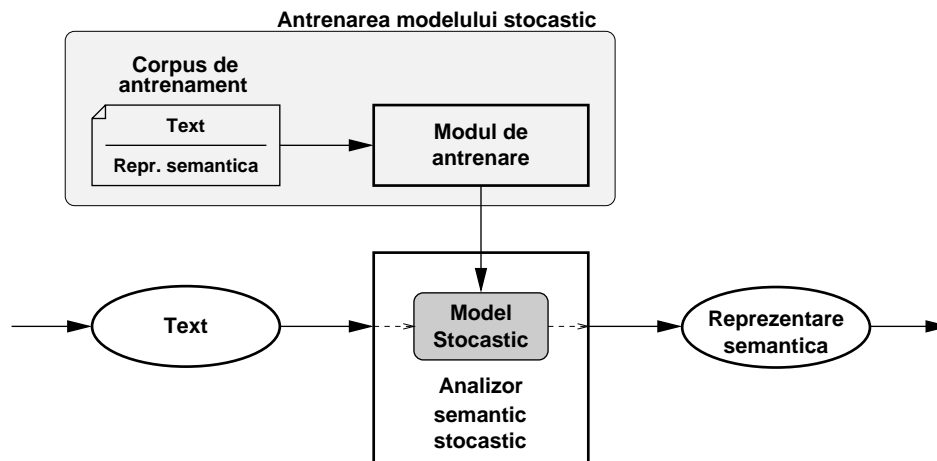 Antrenarea modelului stocastic
Corpus de
antrenament
Text
Repr. semantica
Modul de
antrenare
Text
Model
Stocastic
Analizor
semantic
stocastic
Reprezentare
semantica